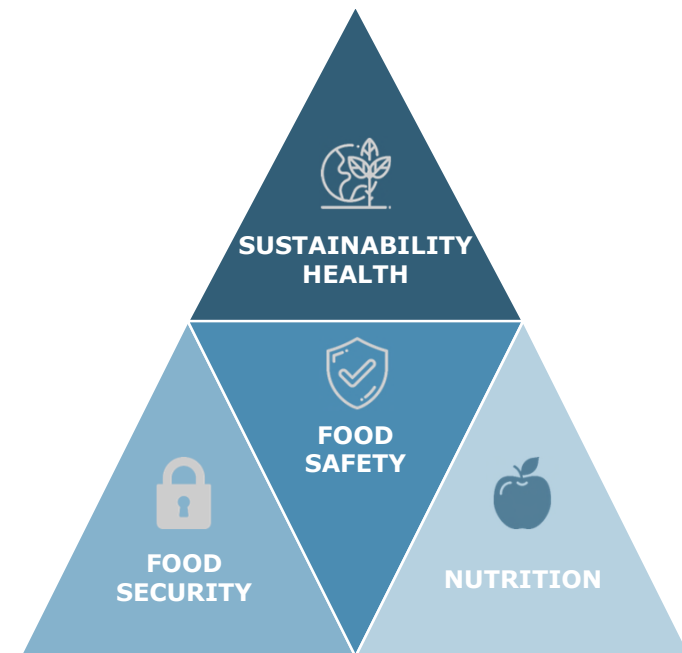 SUSTAINABILITY
HEALTH
FOOD
SAFETY
FOOD
SECURITY
NUTRITION